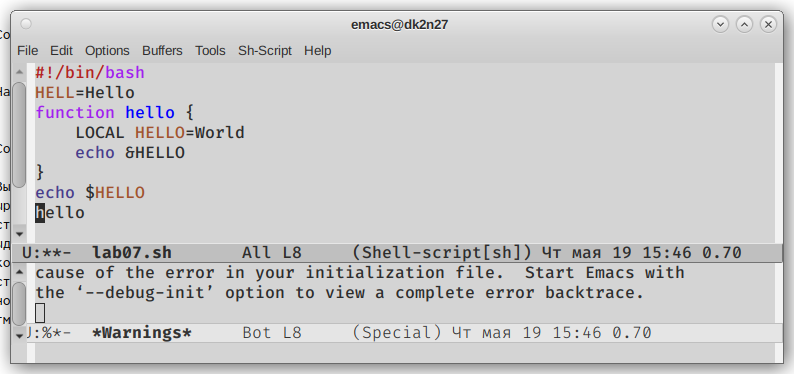 emacs@dk2n27
File Edit Options Buffers Tools Sh-Script Help
#!/bin/bash
HELL=Hello
function hello {
    LOCAL HELLO=World
    echo &HELLO
}
echo $HELLO
hello
U:**-  lab07.sh       All L8     (Shell-script[sh]) Чт мая 19 15:46 0.70
cause of the error in your initialization file.  Start Emacs with
the ‘--debug-init’ option to view a complete error backtrace.
U:%*-  *Warnings*     Bot L8     (Special) Чт мая 19 15:46 0.70